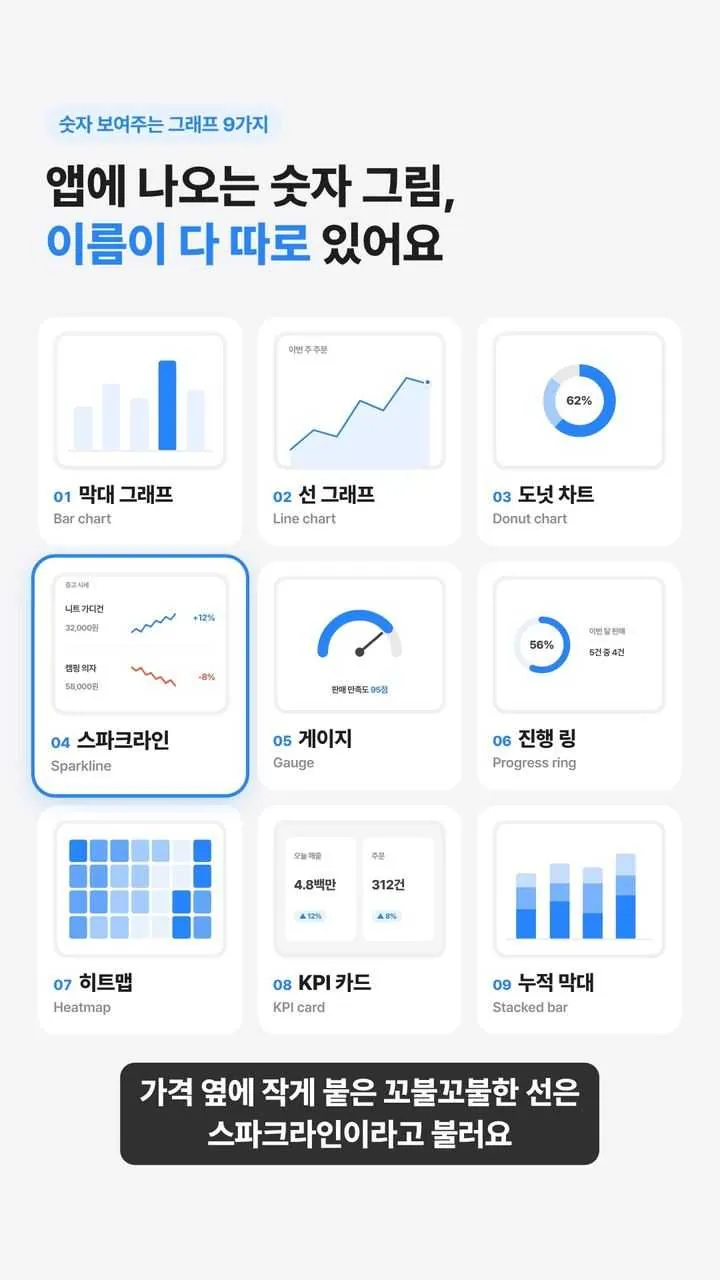 숫자 보여주는 그래프 9가지
앱에 나오는 숫자 그림,
이름이 다 따로 있어요
01 막대 그래프
Bar chart
이번 주 주문
02 선 그래프
Line chart
62%
03 도넛 차트
Donut chart
중고 시세
니트 가디건
32,000원
+12%
캠핑 의자
58,000원
-8%
04 스파크라인
Sparkline
판매 만족도 95점
05 게이지
Gauge
56%
이번 달 판매
5건 중 4건
06 진행 링
Progress ring
07 히트맵
Heatmap
오늘 매출
4.8백만
▲ 12%
주문
312건
▲ 8%
08 KPI 카드
KPI card
09 누적 막대
Stacked bar
가격 옆에 작게 붙은 꼬불꼬불한 선은
스파크라인이라고 불러요